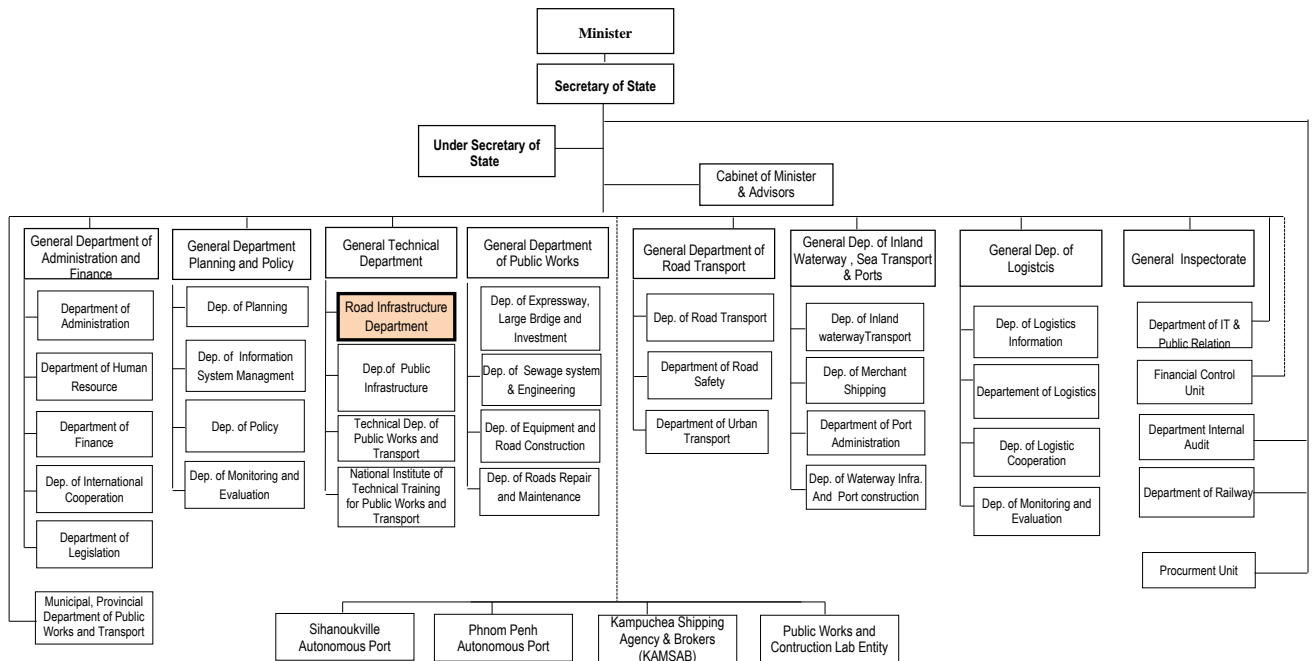 Minister
Secretary of State
Under Secretary of
State
Cabinet of Minister
& Advisors
General Department of
Administration and
Finance
Department of
Administration
Department of Human
Resource
Department of
Finance
Dep. of International
Cooperation
Department of
Legislation
Municipal, Provincial
Department of Public
Works and Transport
General Department
Planning and Policy
Dep. of Planning
Dep. of Information
System Managment
Dep. of Policy
Dep. of Monitoring and
Evaluation
General Technical
Department
Road Infrastructure
Department
Dep.of Public
Infrastructure
Technical Dep. of
Public Works and
Transport
National Institute of
Technical Training
for Public Works and
Transport
General Department
of Public Works
Dep. of Expressway,
Large Brdige and
Investment
Dep. of Sewage system
& Engineering
Dep. of Equipment and
Road Construction
Dep. of Roads Repair
and Maintenance
General Department of
Road Transport
Dep. of Road Transport
Department of Road
Safety
Department of Urban
Transport
General Dep. of Inland
Waterway , Sea Transport
& Ports
Dep. of Inland
waterwayTransport
Dep. of Merchant
Shipping
Department of Port
Administration
Dep. of Waterway Infra.
And Port construction
General Dep. of
Logistcis
Dep. of Logistics
Information
Departement of Logistics
Dep. of Logistic
Cooperation
Dep. of Monitoring and
Evaluation
General Inspectorate
Department of IT &
Public Relation
Financial Control
Unit
Department Internal
Audit
Department of Railway
Procurment Unit
Sihanoukville
Autonomous Port
Phnom Penh
Autonomous Port
Kampuchea Shipping
Agency & Brokers
(KAMSAB)
Public Works and
Contruction Lab Entity